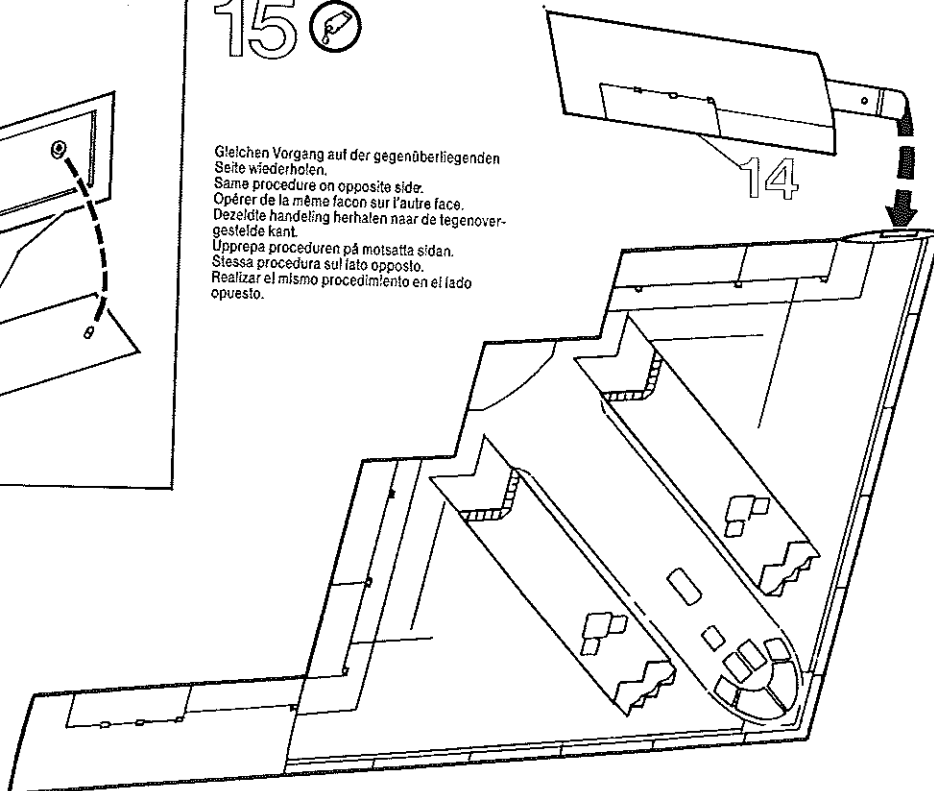 15
Gleichen Vorgang auf der gegenüberliegenden
Seite wiederholen.
Same procedure on opposite side.
Opérer de la même facon sur l'autre face.
Dezeldte handeling herhalen naar de tegenover-
gestelde kant.
Upprepa proceduren på motsatta sidan.
Stessa procedura sul lato opposto.
Realizar el mismo procedimiento en el lado
opuesto.
14